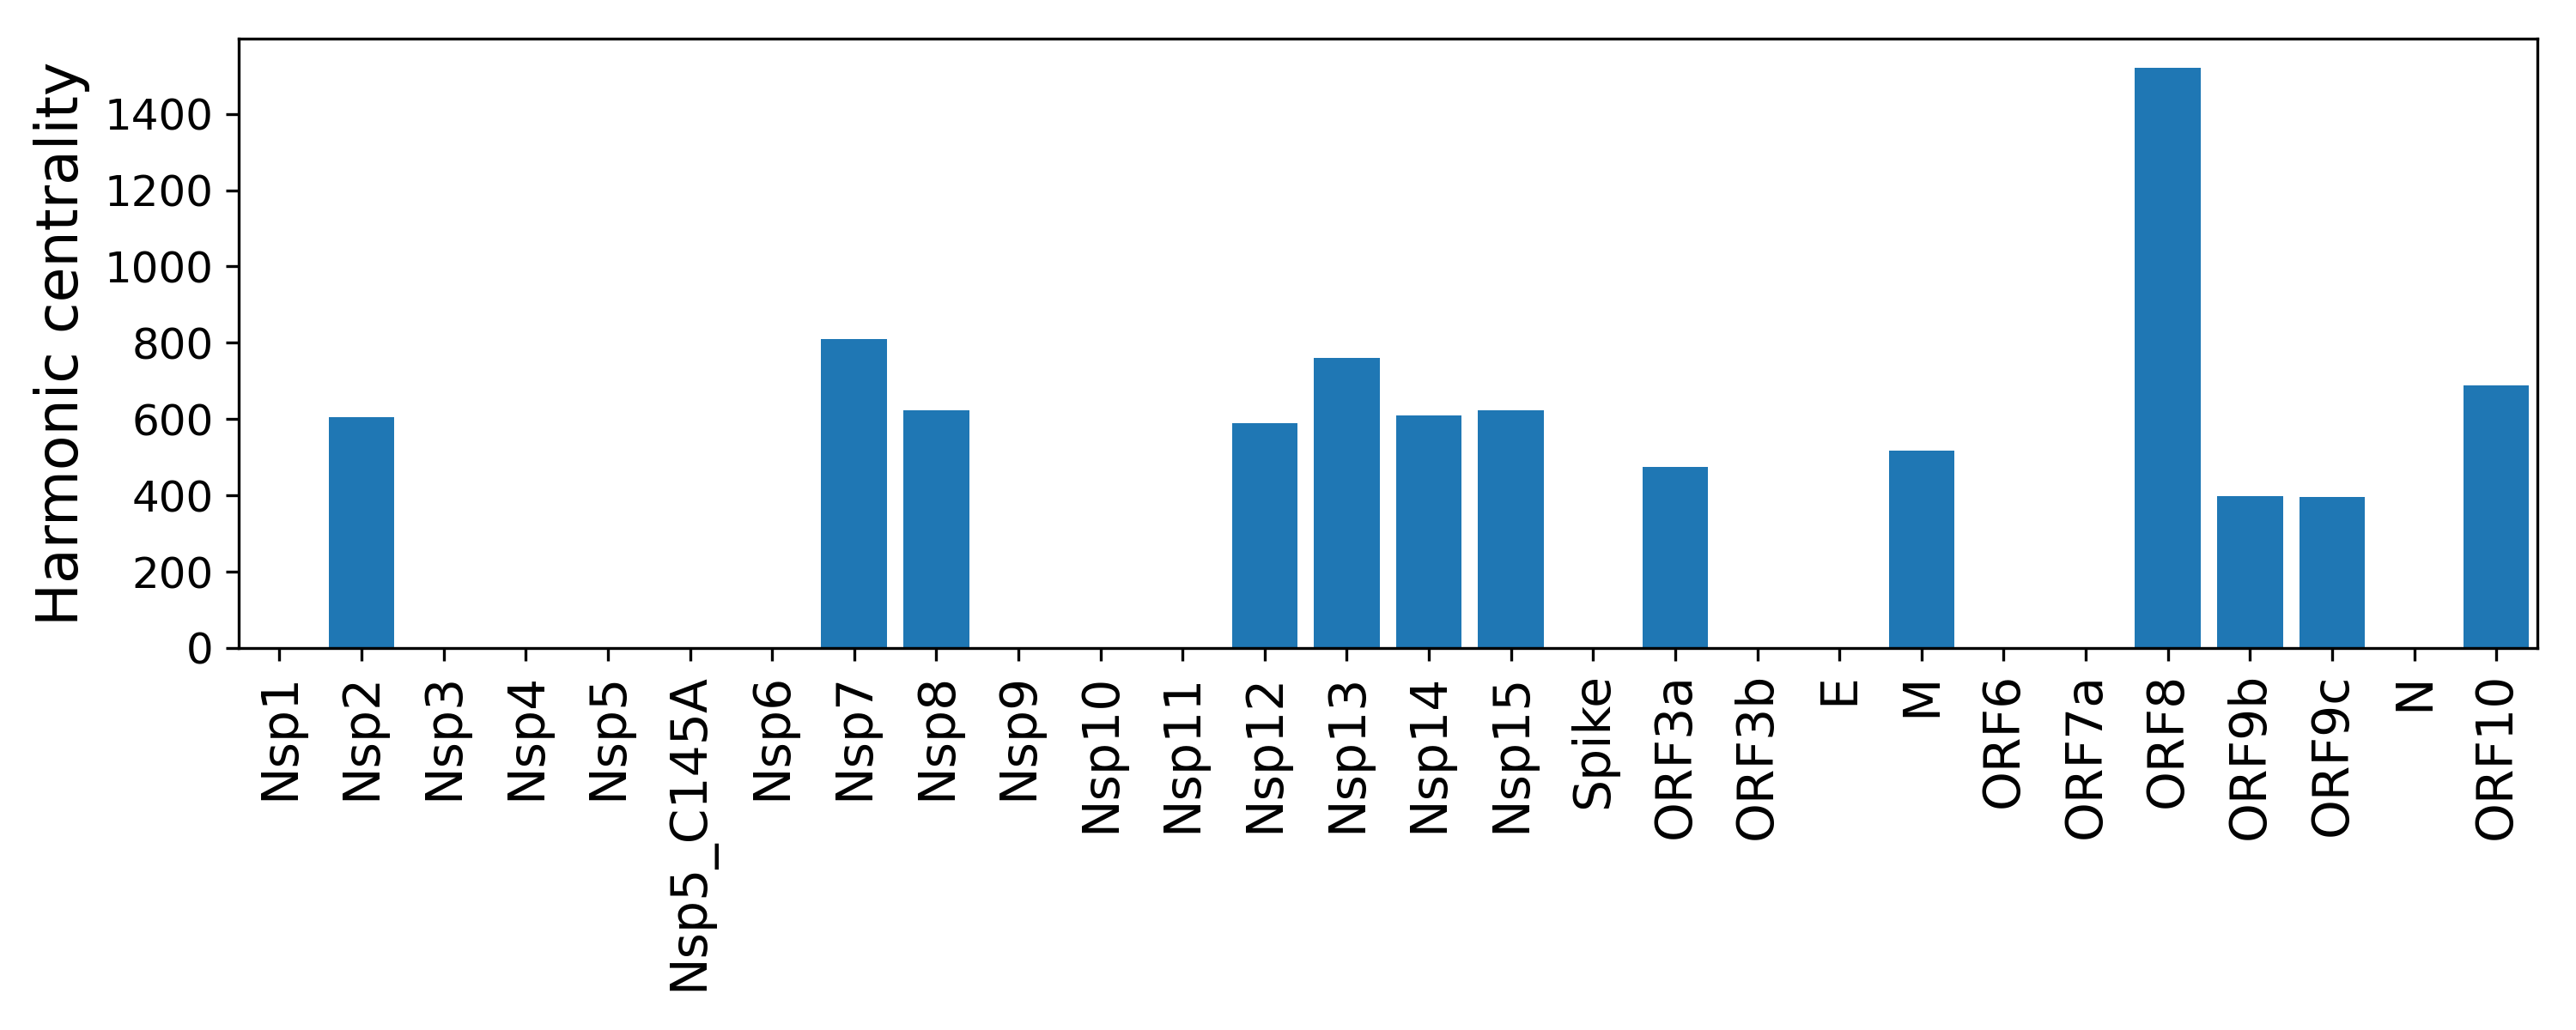 Harmonic centrality
1400
1200
1000
800
600
400
200
0
Nsp1
Nsp2
Nsp3
Nsp4
Nsp5
Nsp5_C145A
Nsp6
Nsp7
Nsp8
Nsp9
Nsp10
Nsp11
Nsp12
Nsp13
Nsp14
Nsp15
Spike
ORF3a
ORF3b
E
M
ORF6
ORF7a
ORF8
ORF9b
ORF9c
N
ORF10